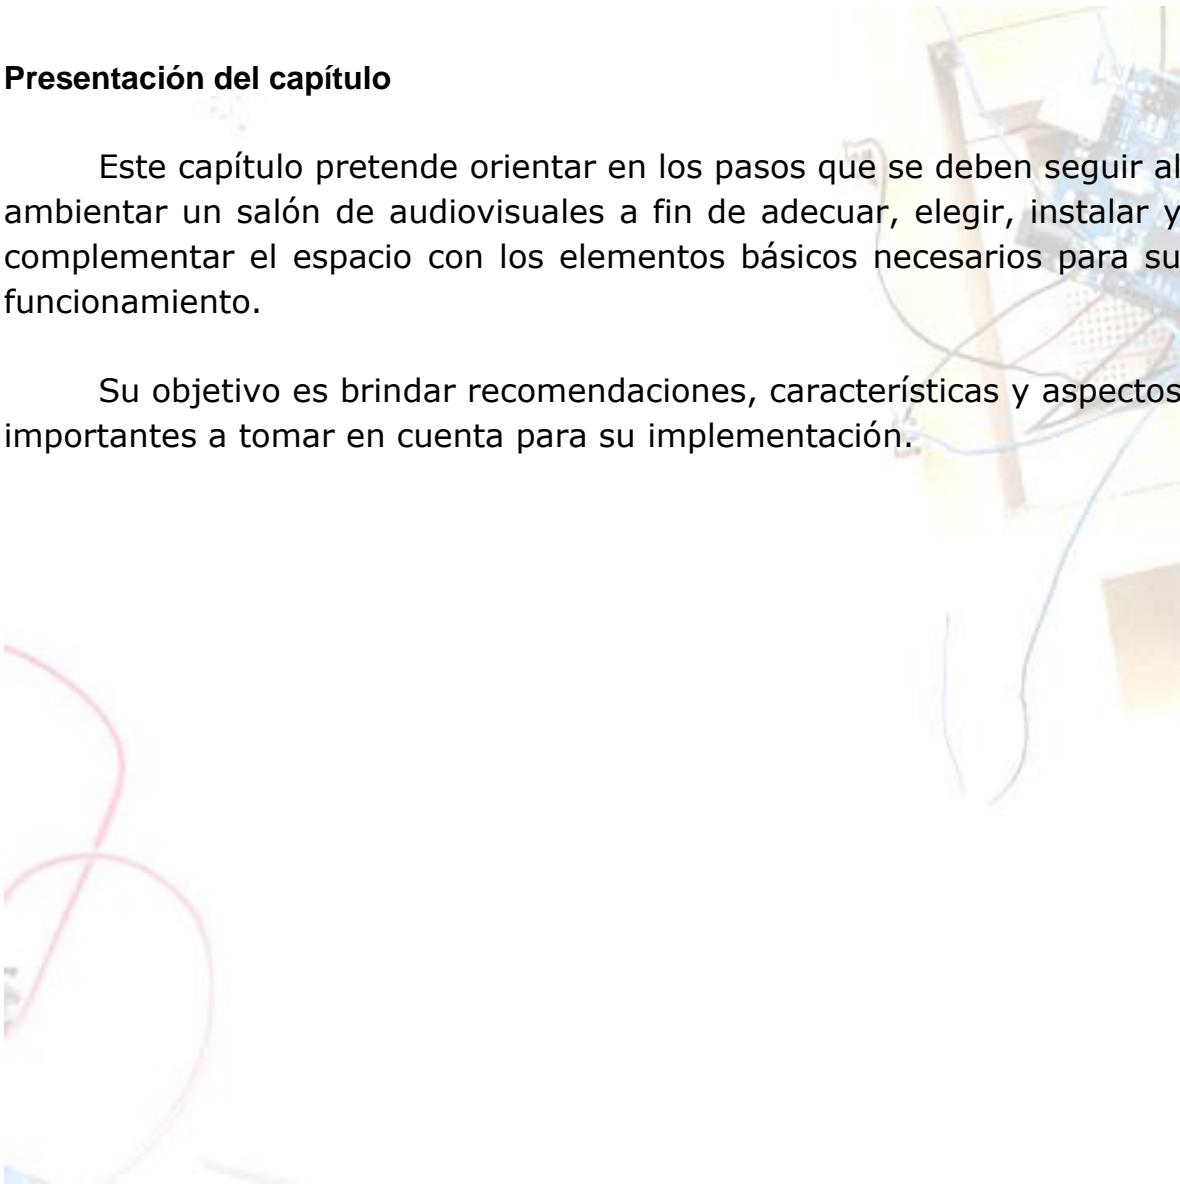 Presentación del capítulo
Este capítulo pretende orientar en los pasos que se deben seguir al
ambientar un salón de audiovisuales a fin de adecuar, elegir, instalar y
complementar el espacio con los elementos básicos necesarios para su
funcionamiento.
Su objetivo es brindar recomendaciones, características y aspectos
importantes a tomar en cuenta para su implementación.